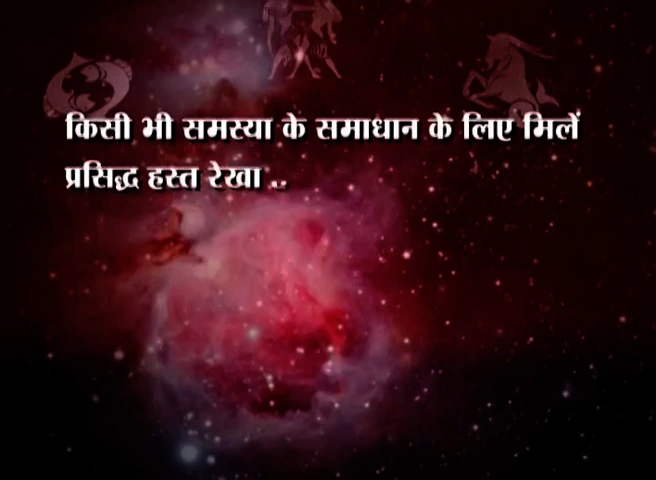 किसी भी समस्या के समाधान के लिए मिलें
प्रसिद्ध हस्त रेखा ..